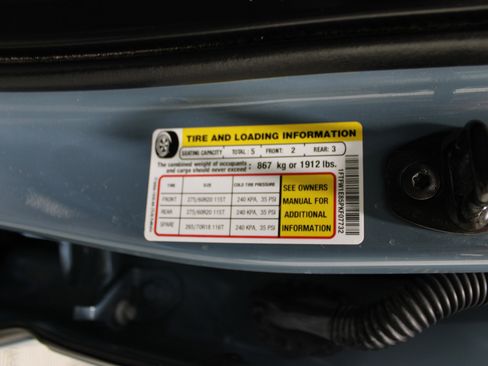 TIRE AND LOADING INFORMATION
SEATING CAPACITY TOTAL : 5 FRONT: 2 REAR: 3
The combined weight of occupants and cargo should never exceed : 867 kg or 1912 lbs.
TIRE SIZE COLD TIRE PRESSURE
FRONT 275/60R20 115T 240 KPA, 35 PSI
REAR 275/60R20 115T 240 KPA, 35 PSI
SPARE 265/70R18 116T 240 KPA, 35 PSI
SEE OWNERS
MANUAL FOR
ADDITIONAL
INFORMATION